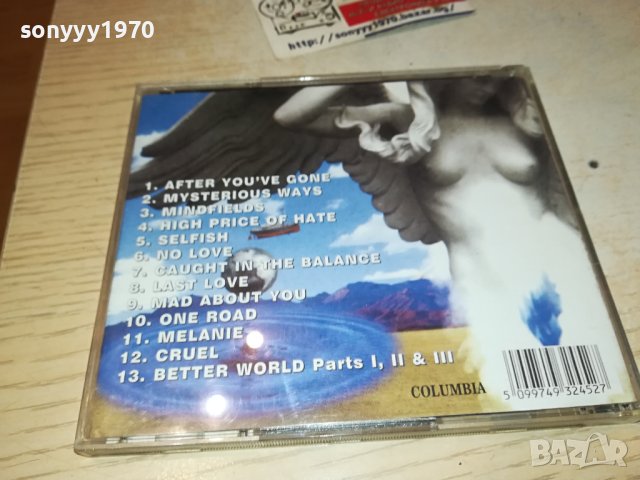 sonyyy1970
http://sonyyy1970.bazar.bg/
1. AFTER YOU'VE GONE
2. MYSTERIOUS WAYS
3. MINDFIELDS
4. HIGH PRICE OF HATE
5. SELFISH
6. NO LOVE
7. CAUGHT IN THE BALANCE
8. LAST LOVE
9. MAD ABOUT YOU
10. ONE ROAD
11. MELANIE
12. CRUEL
13. BETTER WORLD Parts I, II & III
COLUMBIA
5 099749 324527
BAZAR